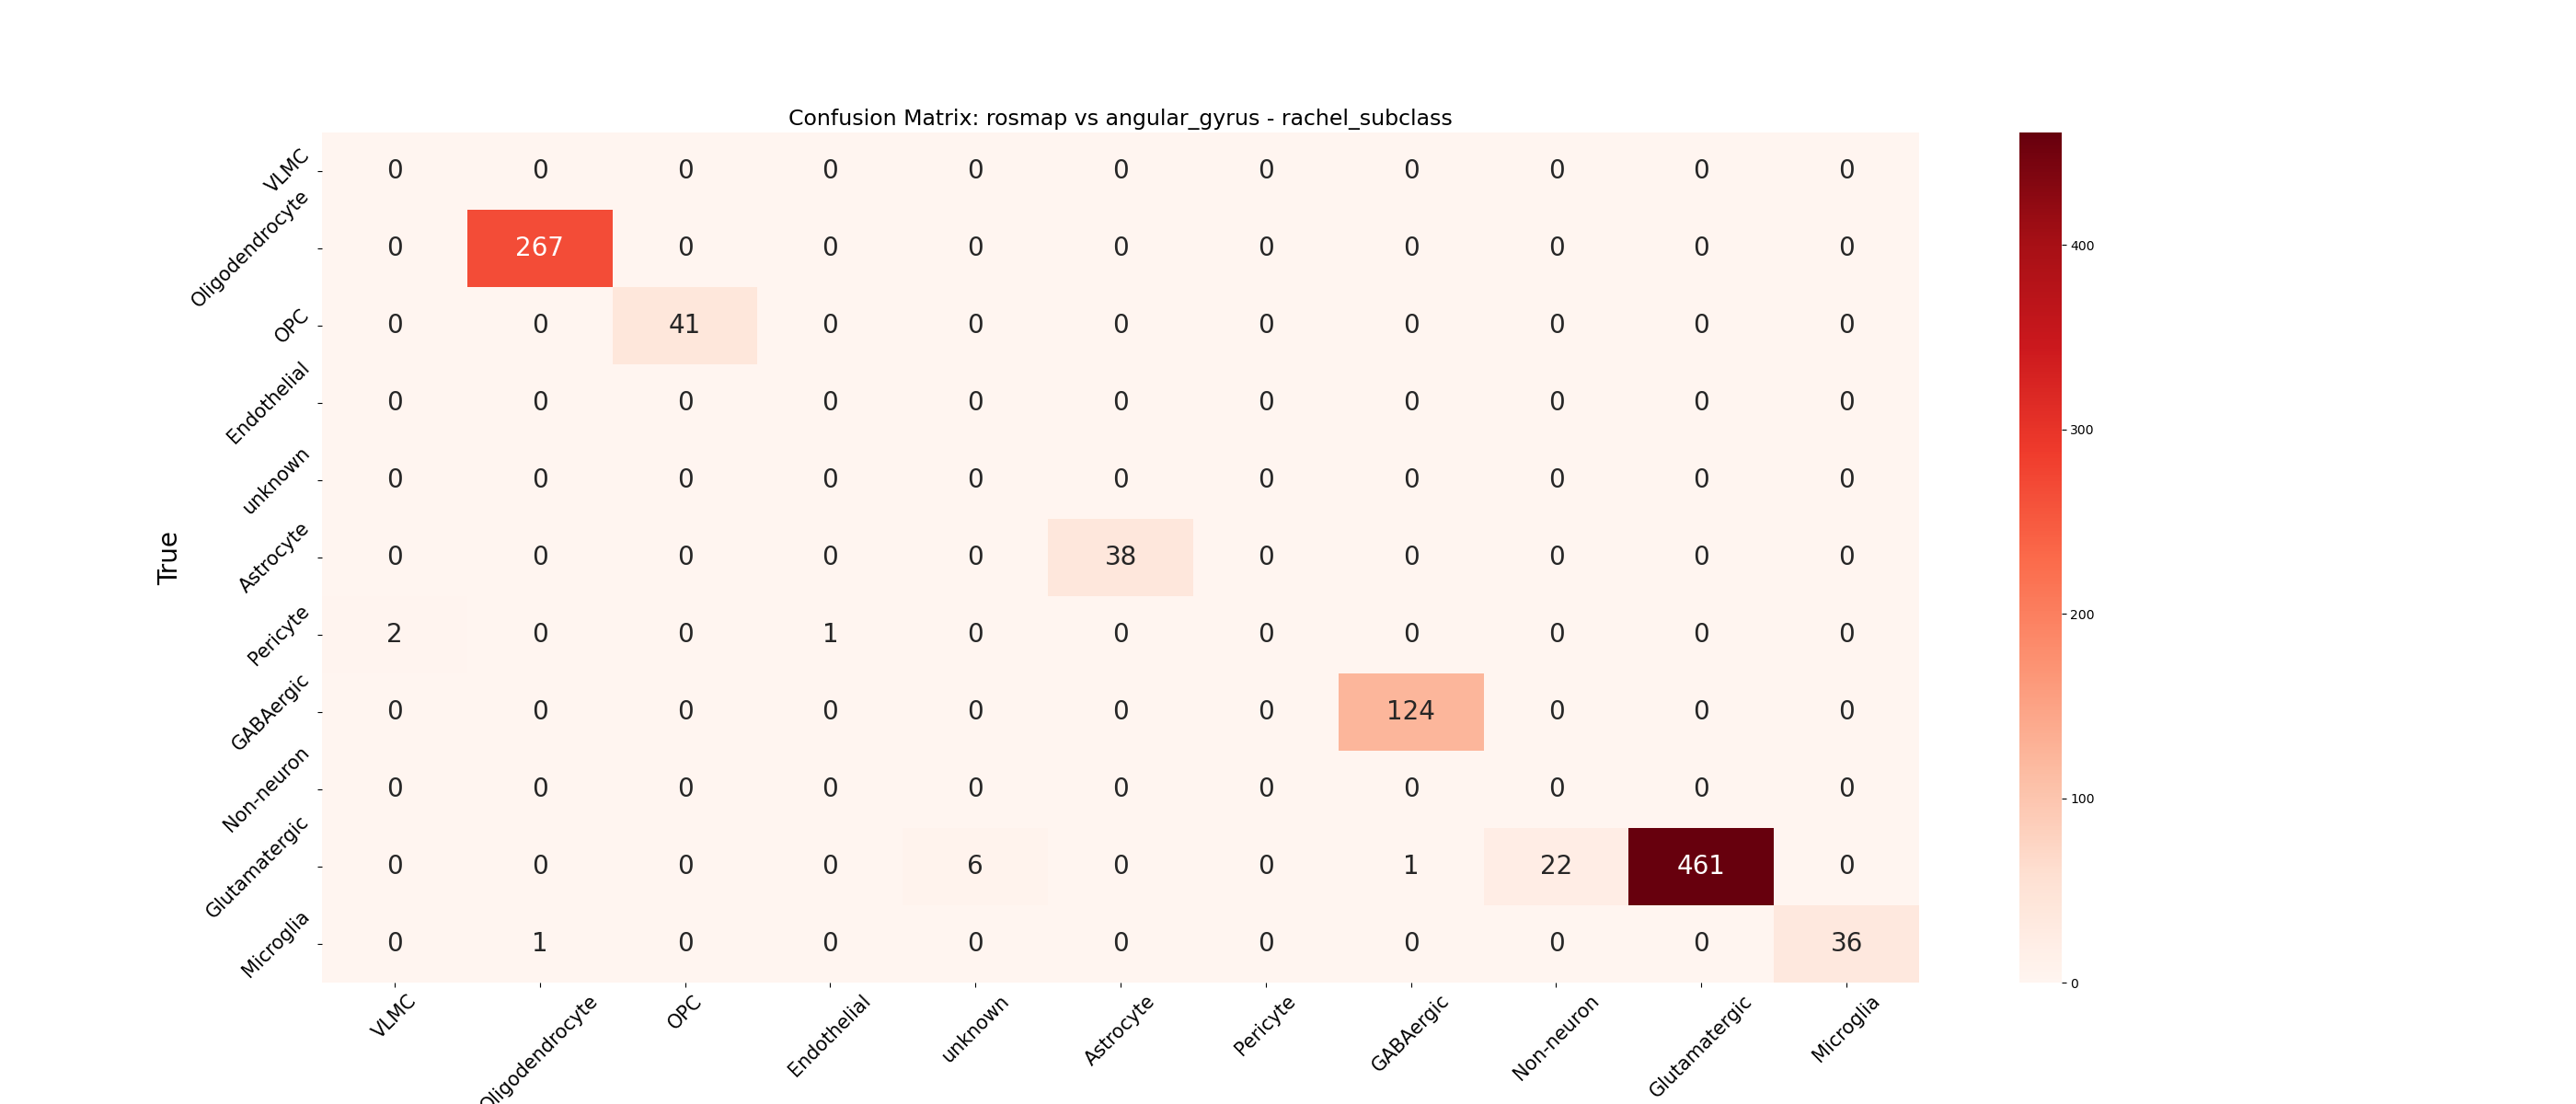 Confusion Matrix: rosmap vs angular_gyrus - rachel_subclass
True
VLMC 0 0 0 0 0 0 0 0 0 0 0
Oligodendrocyte 0 267 0 0 0 0 0 0 0 0 0
OPC 0 0 41 0 0 0 0 0 0 0 0
Endothelial 0 0 0 0 0 0 0 0 0 0 0
unknown 0 0 0 0 0 0 0 0 0 0 0
Astrocyte 0 0 0 0 0 38 0 0 0 0 0
Pericyte 2 0 0 1 0 0 0 0 0 0 0
GABAergic 0 0 0 0 0 0 0 124 0 0 0
Non-neuron 0 0 0 0 0 0 0 0 0 0 0
Glutamatergic 0 0 0 0 6 0 0 1 22 461 0
Microglia 0 1 0 0 0 0 0 0 0 0 36
VLMC Oligodendrocyte OPC Endothelial unknown Astrocyte Pericyte GABAergic Non-neuron Glutamatergic Microglia
400
300
200
100
0